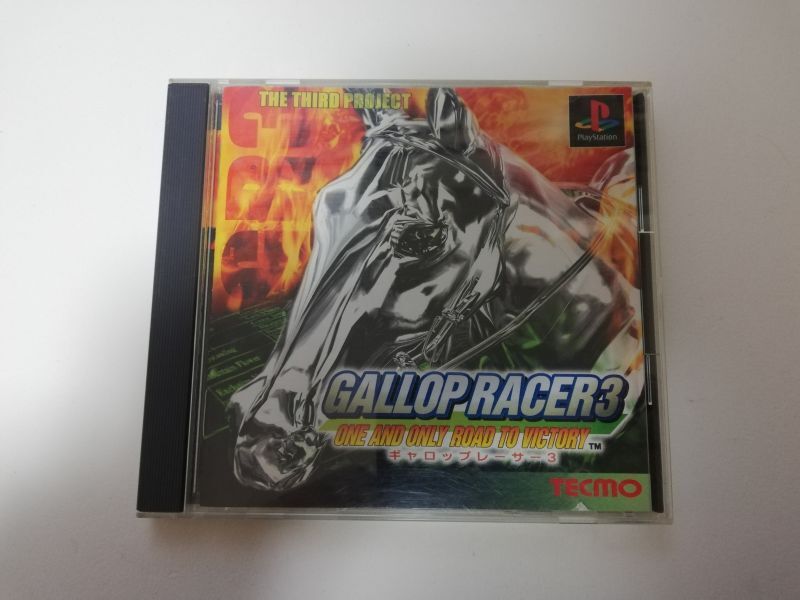 THE THIRD PROJECT
PlayStation
GR3
GALLOP RACER 3
ONE AND ONLY ROAD TO VICTORY™
ギャロップレーサー3
TECMO